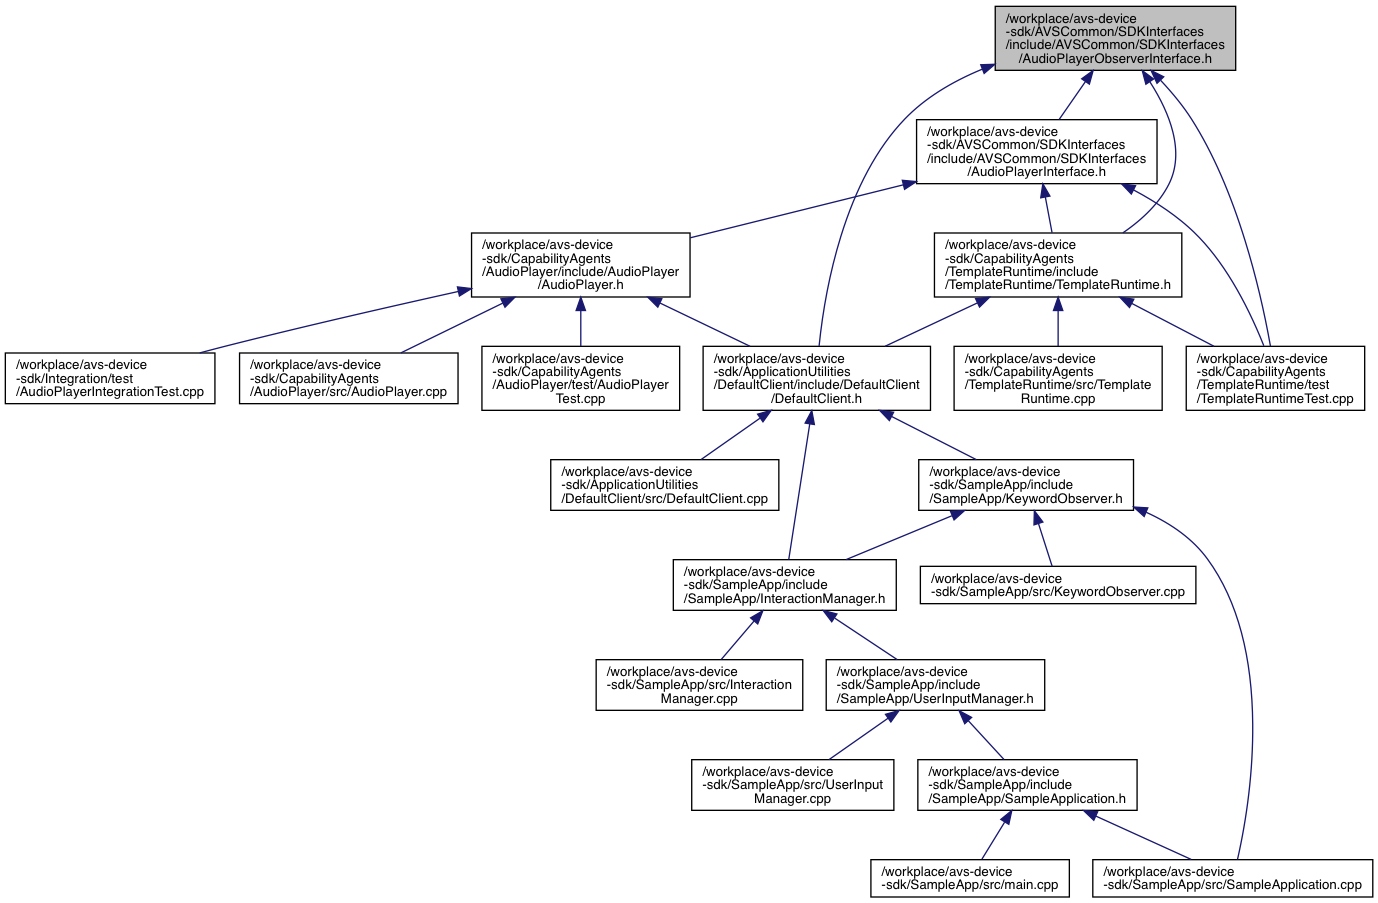 /workplace/avs-device
-sdk/AVSCommon/SDKInterfaces
/include/AVSCommon/SDKInterfaces
/AudioPlayerObserverInterface.h
/workplace/avs-device
-sdk/AVSCommon/SDKInterfaces
/include/AVSCommon/SDKInterfaces
/AudioPlayerInterface.h
/workplace/avs-device
-sdk/CapabilityAgents
/AudioPlayer/include/AudioPlayer
/AudioPlayer.h
/workplace/avs-device
-sdk/CapabilityAgents
/TemplateRuntime/include
/TemplateRuntime/TemplateRuntime.h
/workplace/avs-device
-sdk/Integration/test
/AudioPlayerIntegrationTest.cpp
/workplace/avs-device
-sdk/CapabilityAgents
/AudioPlayer/src/AudioPlayer.cpp
/workplace/avs-device
-sdk/CapabilityAgents
/AudioPlayer/test/AudioPlayer
Test.cpp
/workplace/avs-device
-sdk/ApplicationUtilities
/DefaultClient/include/DefaultClient
/DefaultClient.h
/workplace/avs-device
-sdk/CapabilityAgents
/TemplateRuntime/src/Template
Runtime.cpp
/workplace/avs-device
-sdk/CapabilityAgents
/TemplateRuntime/test
/TemplateRuntimeTest.cpp
/workplace/avs-device
-sdk/ApplicationUtilities
/DefaultClient/src/DefaultClient.cpp
/workplace/avs-device
-sdk/SampleApp/include
/SampleApp/KeywordObserver.h
/workplace/avs-device
-sdk/SampleApp/include
/SampleApp/InteractionManager.h
/workplace/avs-device
-sdk/SampleApp/src/KeywordObserver.cpp
/workplace/avs-device
-sdk/SampleApp/src/Interaction
Manager.cpp
/workplace/avs-device
-sdk/SampleApp/include
/SampleApp/UserInputManager.h
/workplace/avs-device
-sdk/SampleApp/src/UserInput
Manager.cpp
/workplace/avs-device
-sdk/SampleApp/include
/SampleApp/SampleApplication.h
/workplace/avs-device
-sdk/SampleApp/src/main.cpp
/workplace/avs-device
-sdk/SampleApp/src/SampleApplication.cpp